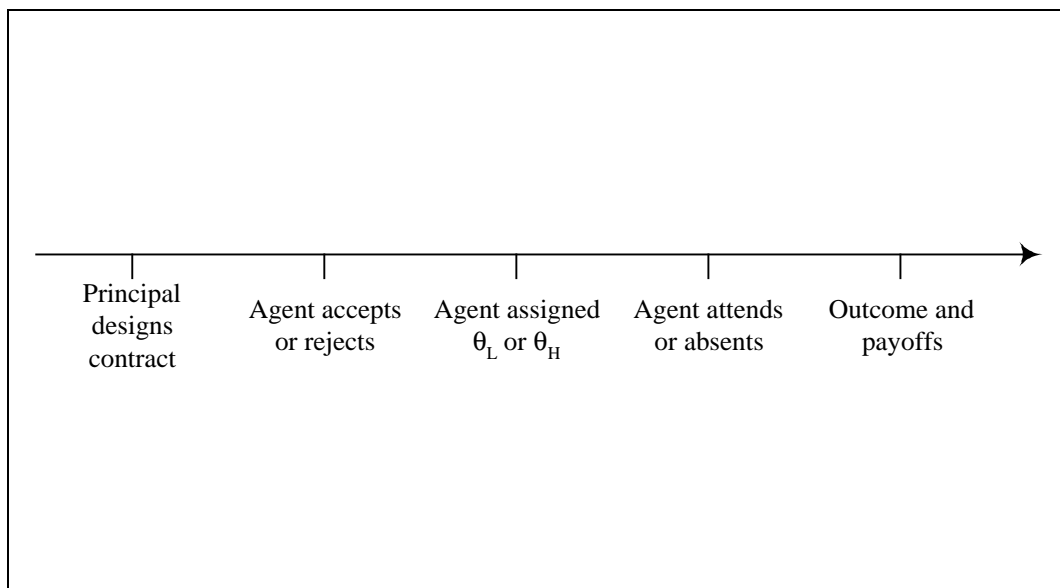 Principal
designs
contract
Agent accepts
or rejects
Agent assigned
θL or θH
Agent attends
or absents
Outcome and
payoffs